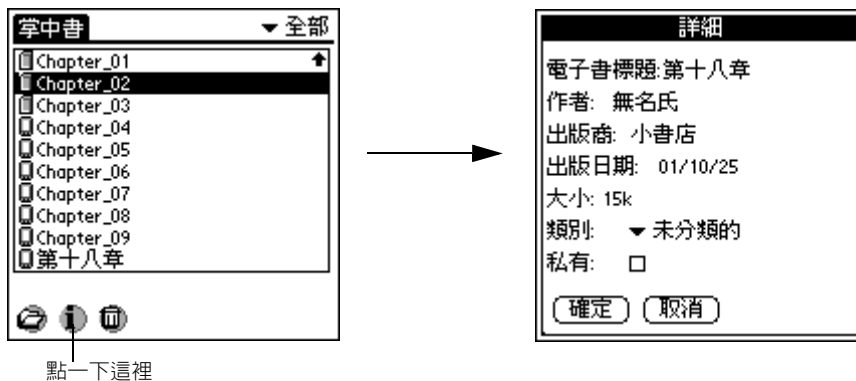 掌中書 全部
Chapter_01
Chapter_02
Chapter_03
Chapter_04
Chapter_05
Chapter_06
Chapter_07
Chapter_08
Chapter_09
第十八章
點一下這裡
詳細
電子書標題:第十八章
作者: 無名氏
出版商: 小書店
出版日期: 01/10/25
大小: 15k
類別: 未分類的
私有:
確定 取消